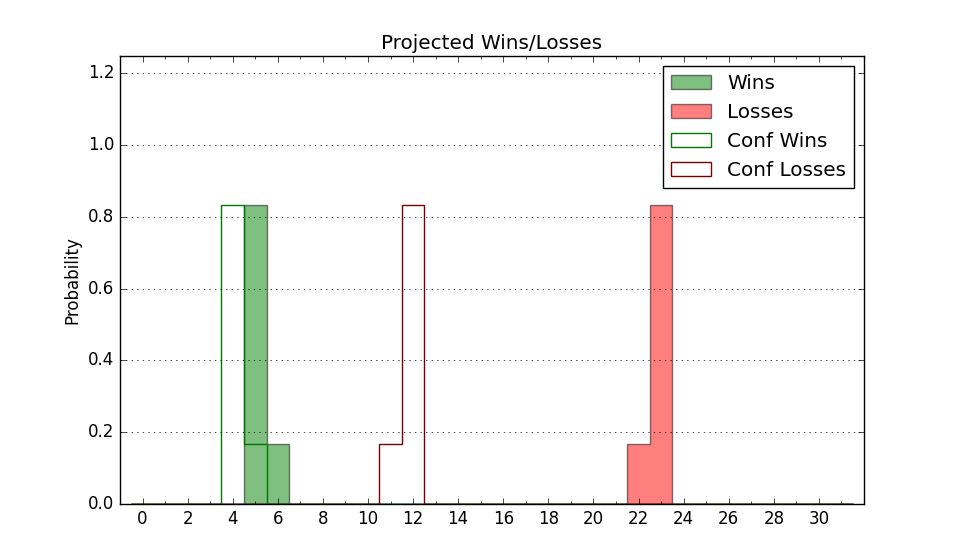 Projected Wins/Losses
1.2
1.0
0.8
0.6
0.4
0.2
0.0
Probability
Wins
Losses
Conf Wins
Conf Losses
0 2 4 6 8 10 12 14 16 18 20 22 24 26 28 30